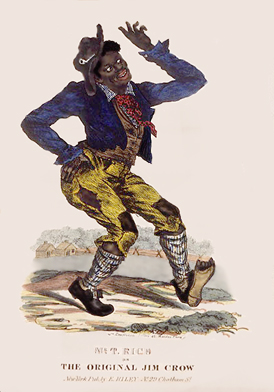 Mr. T. RICE
AS
THE ORIGINAL JIM CROW
New York, Pub. by E. RILEY, No 29 Chatham St.